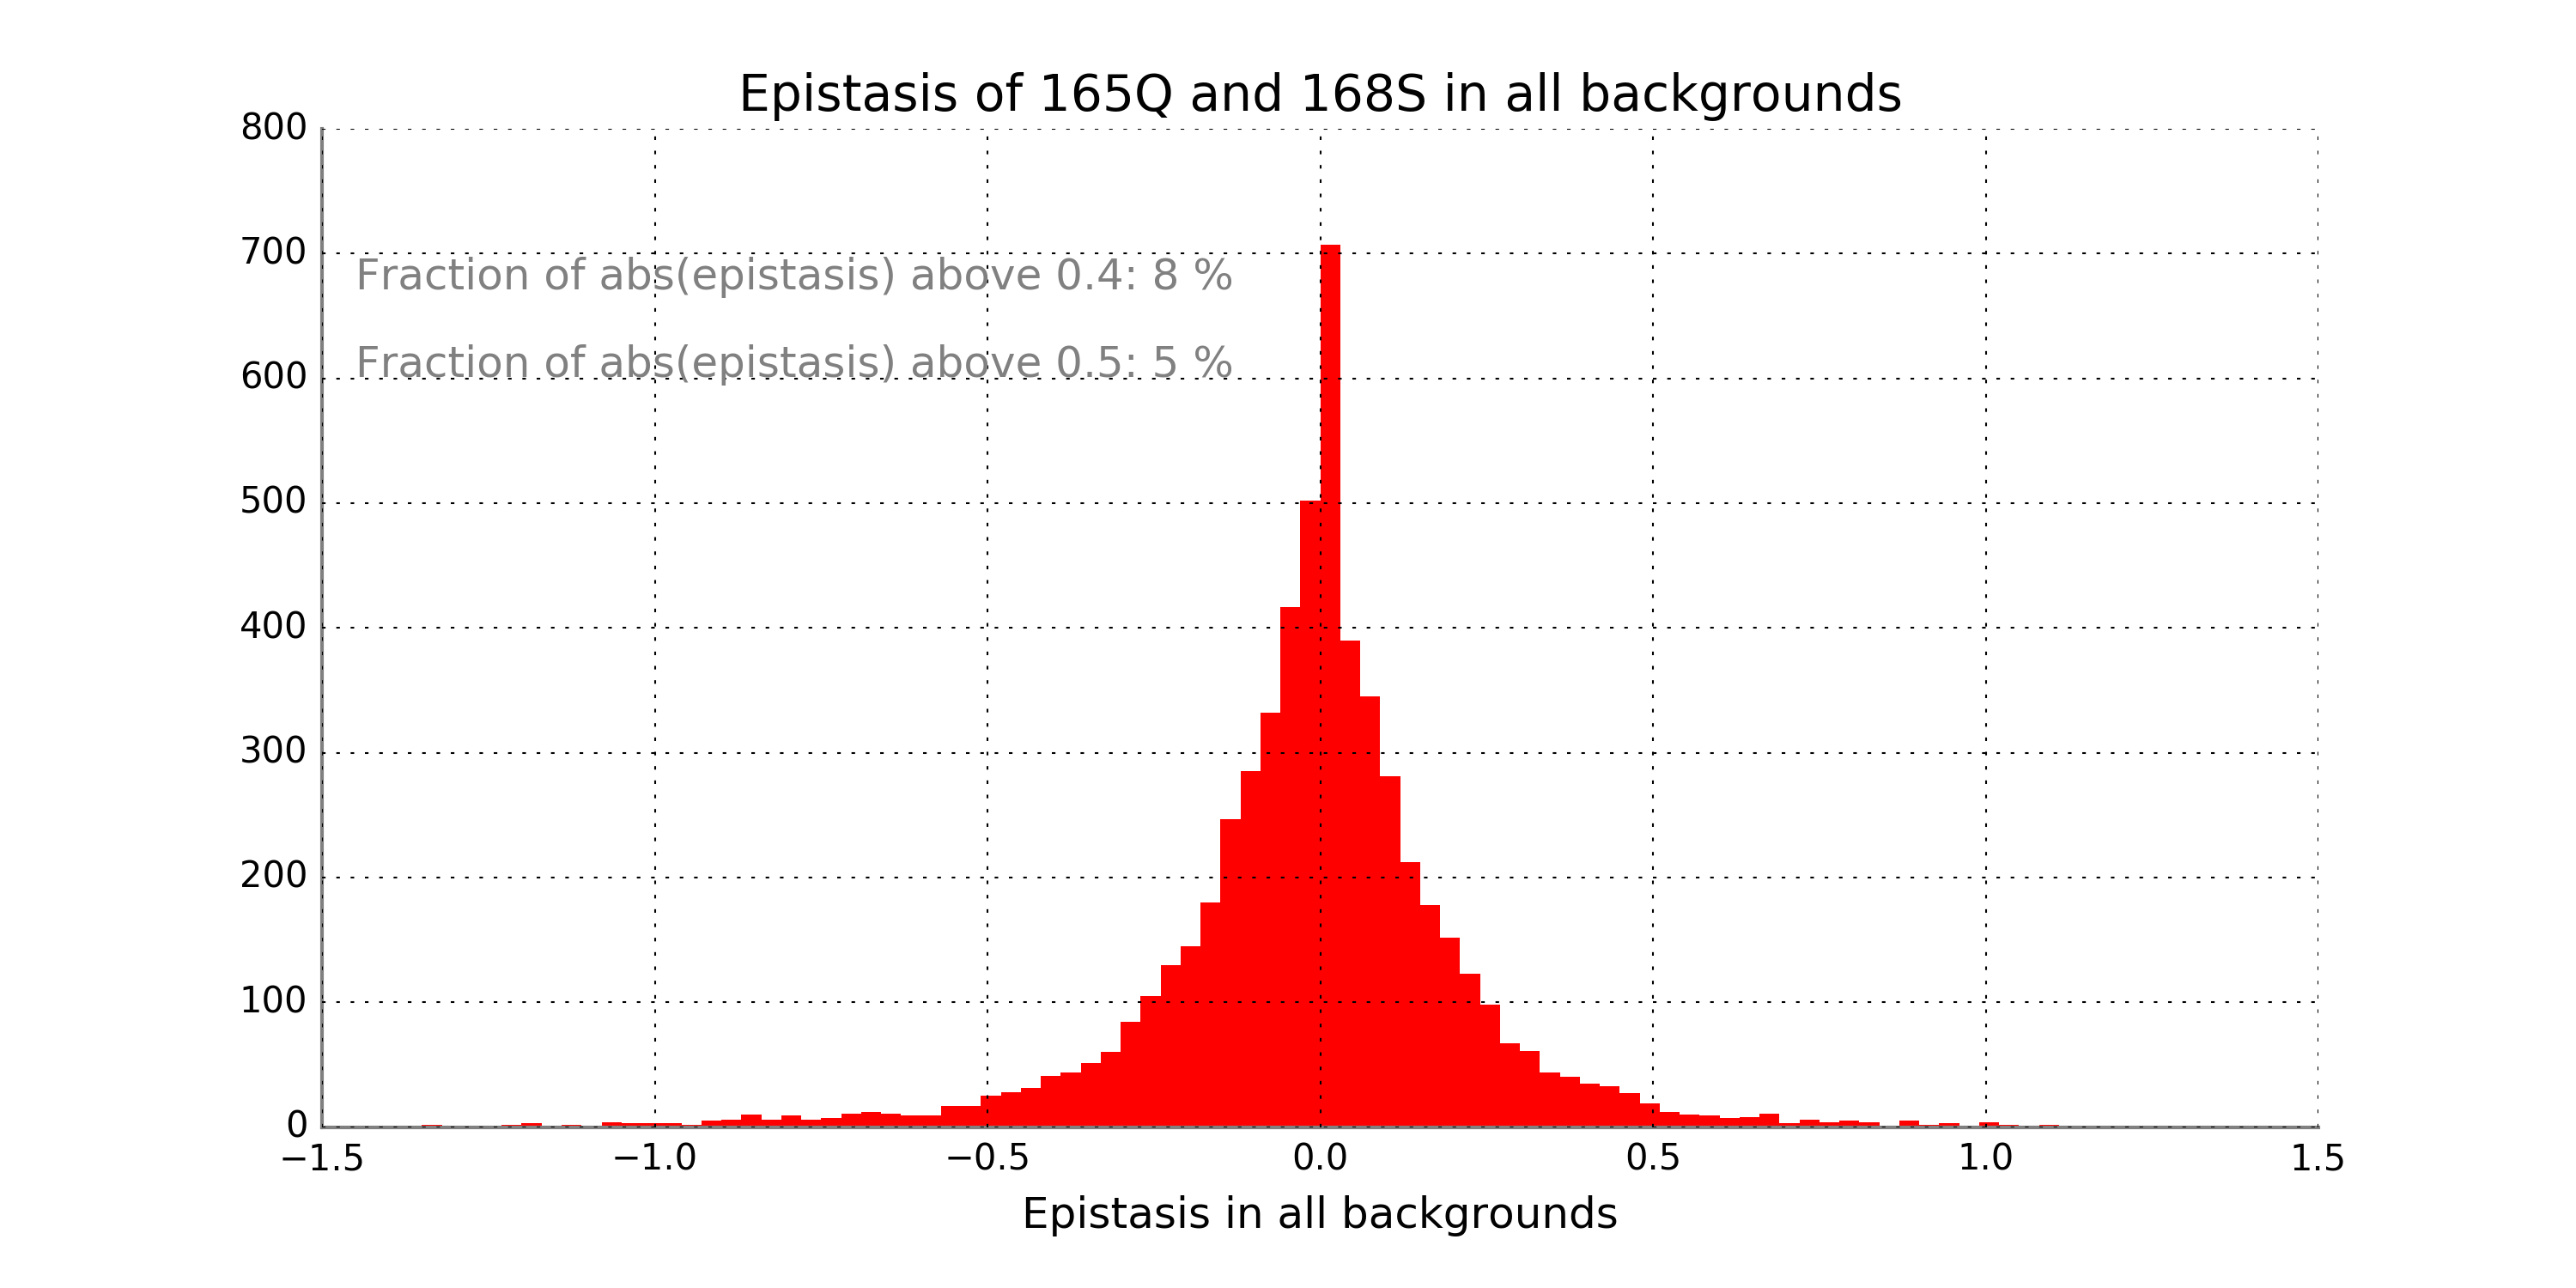 Epistasis of 165Q and 168S in all backgrounds
800
700
Fraction of abs(epistasis) above 0.4: 8 %
Fraction of abs(epistasis) above 0.5: 5 %
600
500
400
300
200
100
0
−1.5 −1.0 −0.5 0.0 0.5 1.0 1.5
Epistasis in all backgrounds